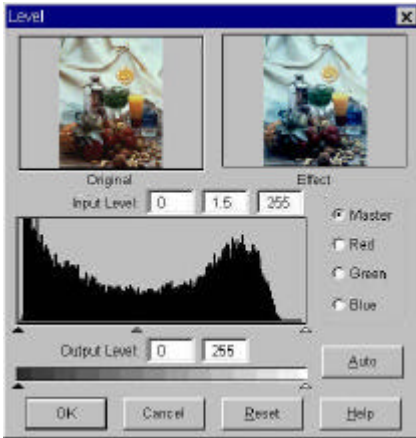 Level
Original Effect
Input Level: 0 1.5 255
Master
Red
Green
Blue
Output Level: 0 255
Auto
OK Cancel Reset Help